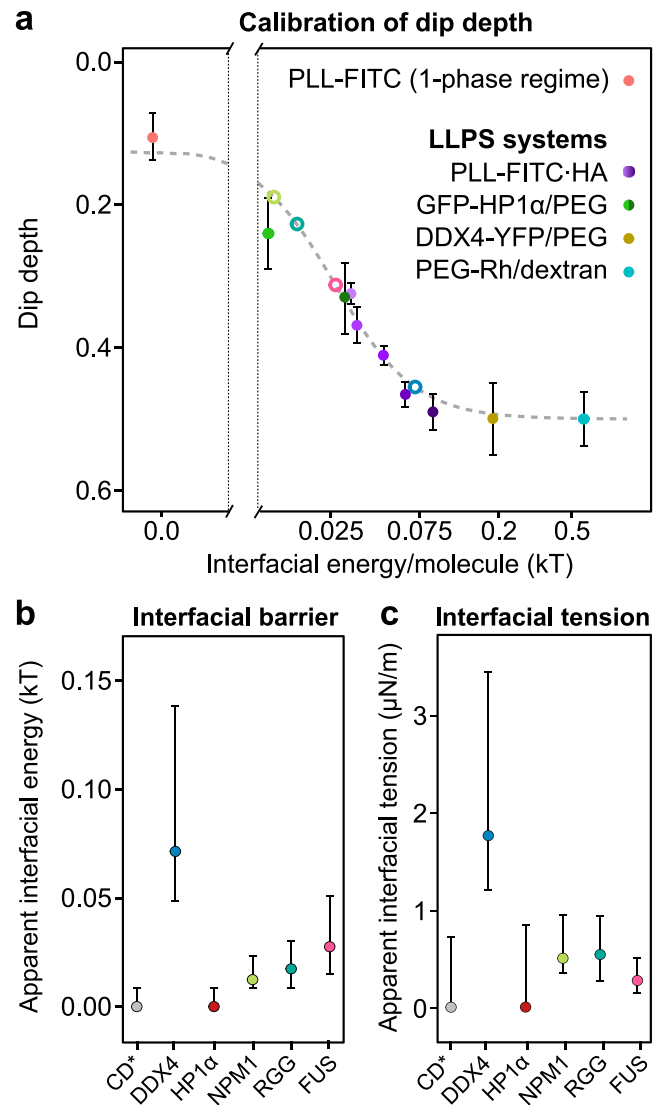 a Calibration of dip depth
0.0
0.2
0.4
0.6
Dip depth
PLL-FITC (1-phase regime)
LLPS systems
PLL-FITC·HA
GFP-HP1α/PEG
DDX4-YFP/PEG
PEG-Rh/dextran
0.0 0.025 0.075 0.2 0.5
Interfacial energy/molecule (kT)
b Interfacial barrier
Apparent interfacial energy (kT)
0.15
0.10
0.05
0.00
CD* DDX4 HP1α NPM1 RGG FUS
c Interfacial tension
Apparent interfacial tension (μN/m)
3
2
1
0
CD* DDX4 HP1α NPM1 RGG FUS